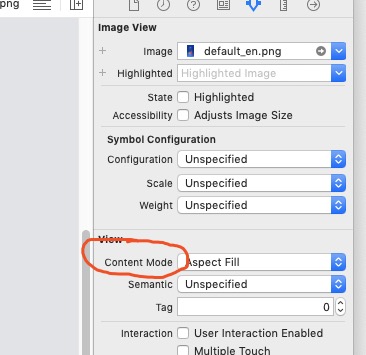 png
Image View
Image default_en.png
Highlighted Highlighted Image
State Highlighted
Accessibility Adjusts Image Size
Symbol Configuration
Configuration Unspecified
Scale Unspecified
Weight Unspecified
View
Content Mode Aspect Fill
Semantic Unspecified
Tag 0
Interaction User Interaction Enabled
Multiple Touch